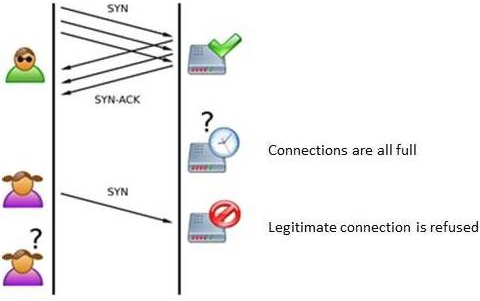 SYN
SYN-ACK
?
Connections are all full
SYN
Legitimate connection is refused
?